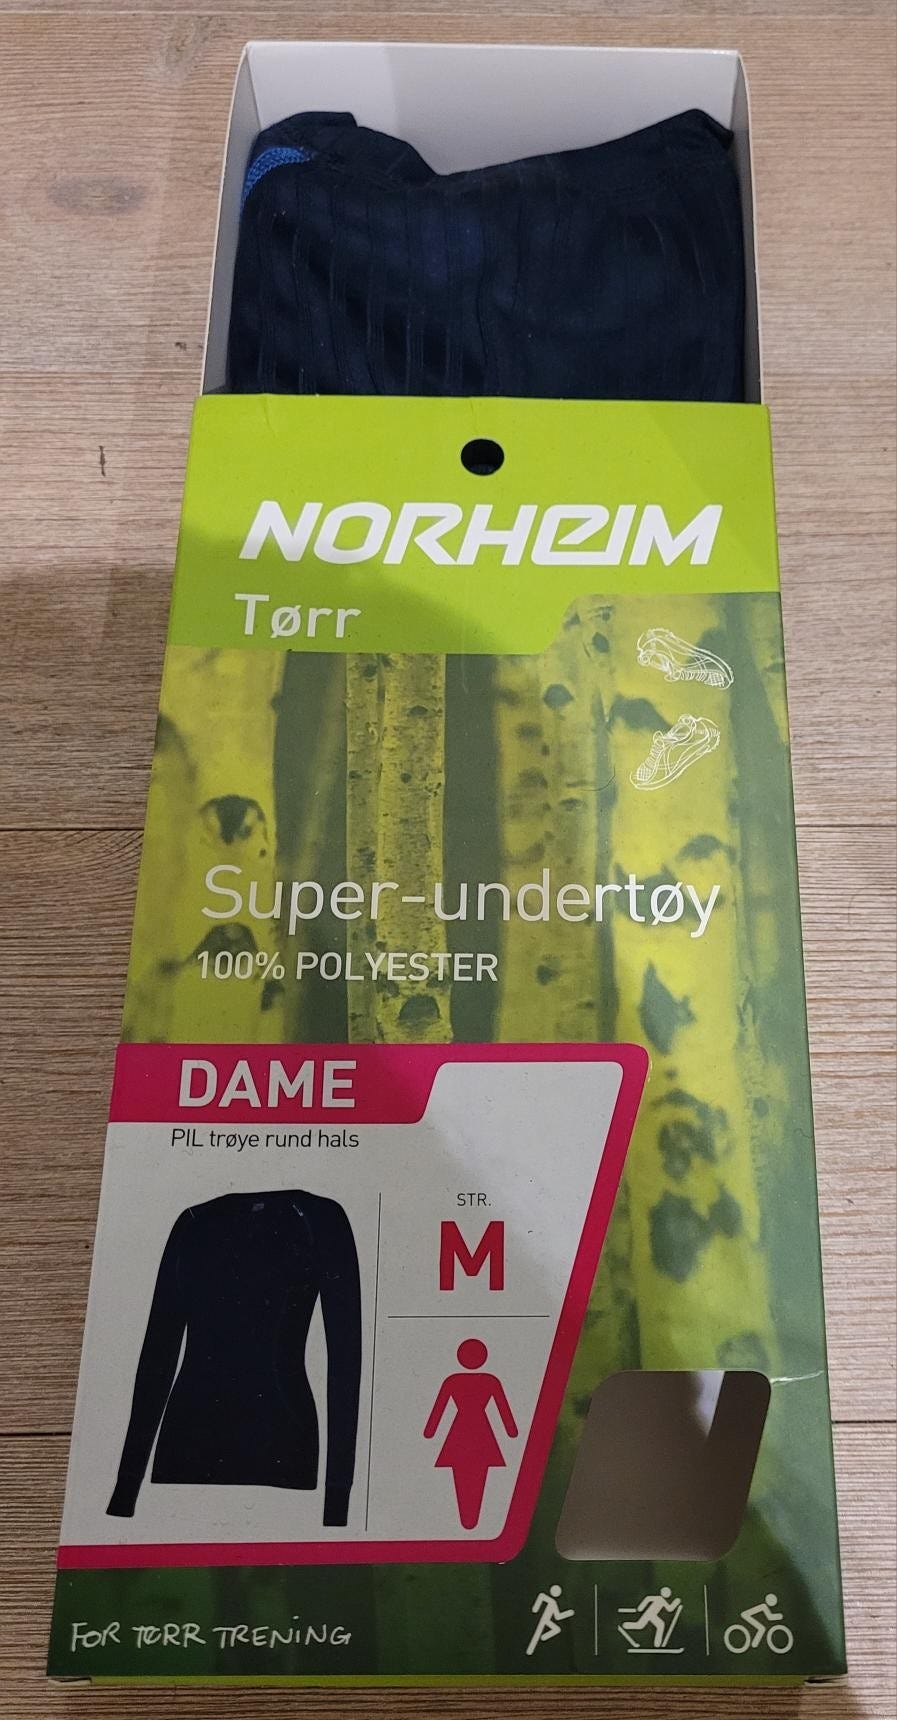 NORHEIM
Tørr
Super-undertøy
100% POLYESTER
DAME
PIL trøye rund hals
STR.
M
FOR TØRR TRENING